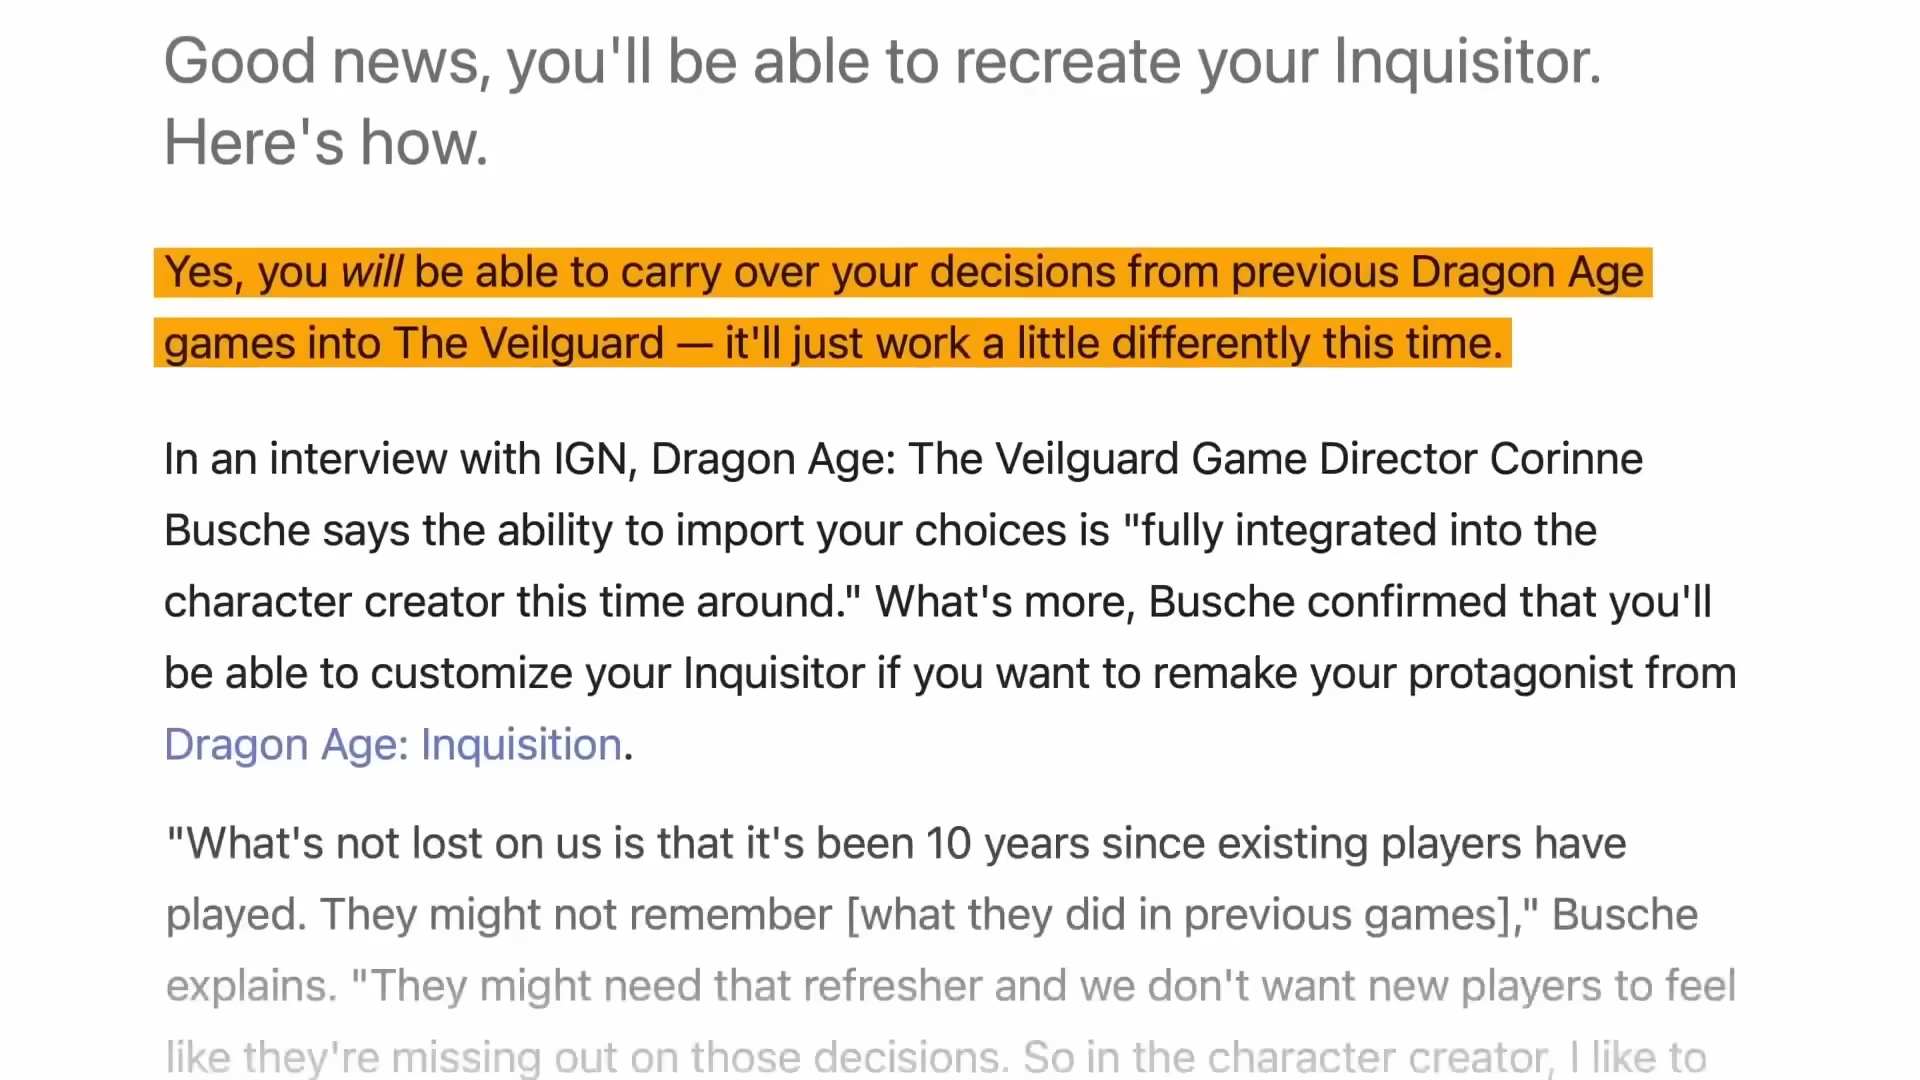 Good news, you'll be able to recreate your Inquisitor.
Here's how.
Yes, you will be able to carry over your decisions from previous Dragon Age
games into The Veilguard — it'll just work a little differently this time.
In an interview with IGN, Dragon Age: The Veilguard Game Director Corinne
Busche says the ability to import your choices is "fully integrated into the
character creator this time around." What's more, Busche confirmed that you'll
be able to customize your Inquisitor if you want to remake your protagonist from
Dragon Age: Inquisition.
"What's not lost on us is that it's been 10 years since existing players have
played. They might not remember [what they did in previous games]," Busche
explains. "They might need that refresher and we don't want new players to feel
like they're missing out on those decisions. So in the character creator, I like to